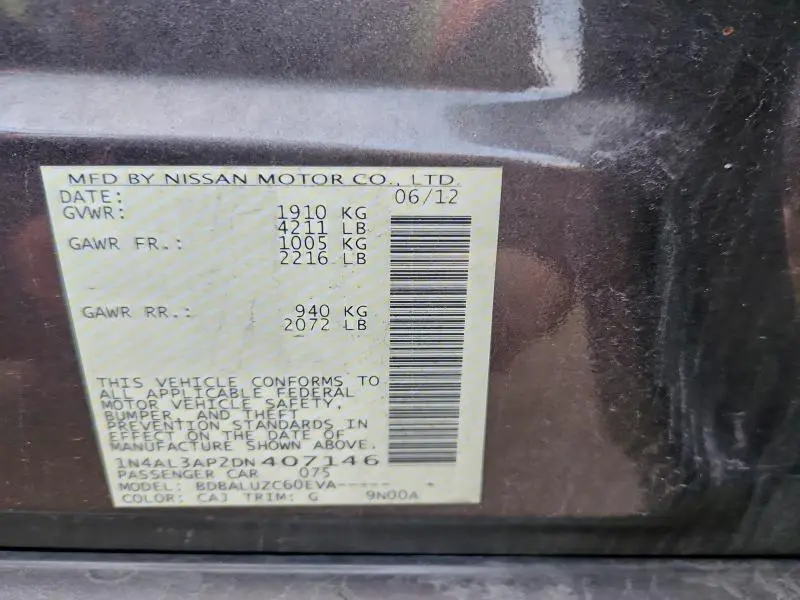 MFD BY NISSAN MOTOR CO., LTD.
DATE: 06/12
GVWR: 1910 KG
4211 LB
GAWR FR.: 1005 KG
2216 LB
GAWR RR.: 940 KG
2072 LB
THIS VEHICLE CONFORMS TO
ALL APPLICABLE FEDERAL
MOTOR VEHICLE SAFETY,
BUMPER, AND THEFT
PREVENTION STANDARDS IN
EFFECT ON THE DATE OF
MANUFACTURE SHOWN ABOVE.
1N4AL3AP2DN407146
PASSENGER CAR 075
MODEL: BDBALUZC60EVA----- *
COLOR: CAJ TRIM: G 9N00A